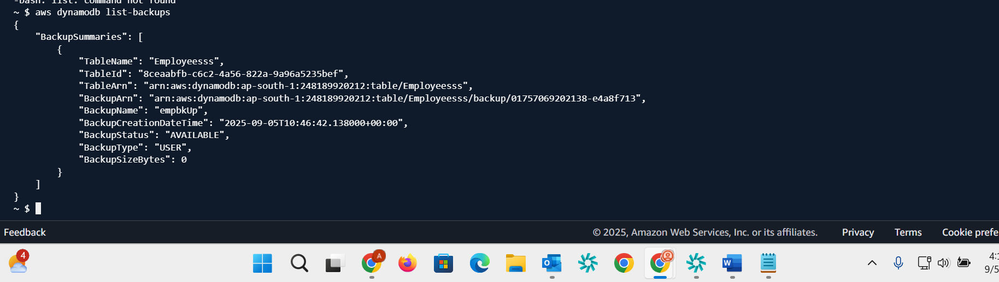 -bash: list: command not found
~ $ aws dynamodb list-backups
{
    "BackupSummaries": [
        {
            "TableName": "Employeesss",
            "TableId": "8ceaabfb-c6c2-4a56-822a-9a96a5235bef",
            "TableArn": "arn:aws:dynamodb:ap-south-1:248189920212:table/Employeesss",
            "BackupArn": "arn:aws:dynamodb:ap-south-1:248189920212:table/Employeesss/backup/01757069202138-e4a8f713",
            "BackupName": "empbkUp",
            "BackupCreationDateTime": "2025-09-05T10:46:42.138000+00:00",
            "BackupStatus": "AVAILABLE",
            "BackupType": "USER",
            "BackupSizeBytes": 0
        }
    ]
}
~ $
Feedback © 2025, Amazon Web Services, Inc. or its affiliates. Privacy Terms Cookie prefe
4 A O W 4:
9/5